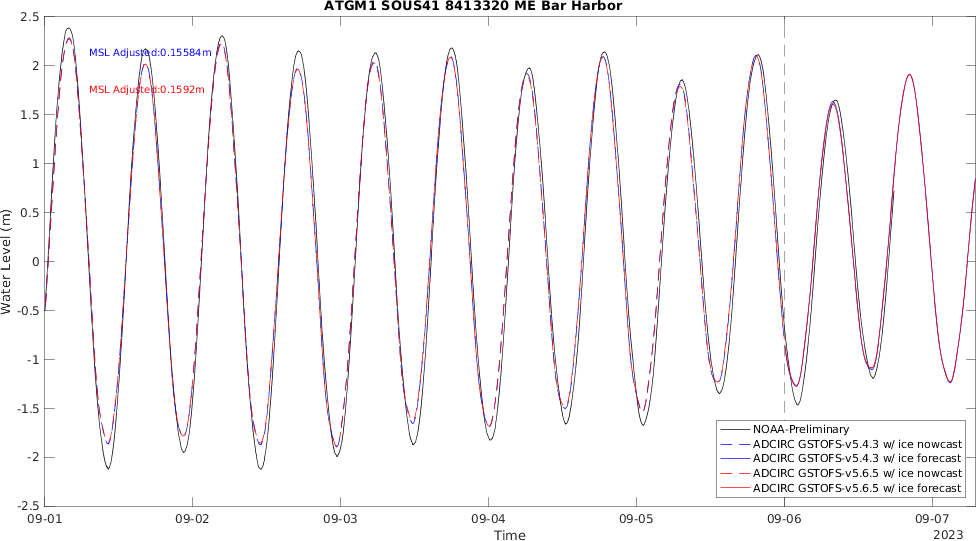 ATGM1 SOUS41 8413320 ME Bar Harbor
2.5
MSL Adjusted:0.15584m
2
MSL Adjusted:0.1592m
1.5
1
0.5
0
-0.5
-1
-1.5
-2
-2.5
Water Level (m)
NOAA-Preliminary
ADCIRC GSTOFS-v5.4.3 w/ ice nowcast
ADCIRC GSTOFS-v5.4.3 w/ ice forecast
ADCIRC GSTOFS-v5.6.5 w/ ice nowcast
ADCIRC GSTOFS-v5.6.5 w/ ice forecast
09-01 09-02 09-03 09-04 09-05 09-06 09-07
Time
2023